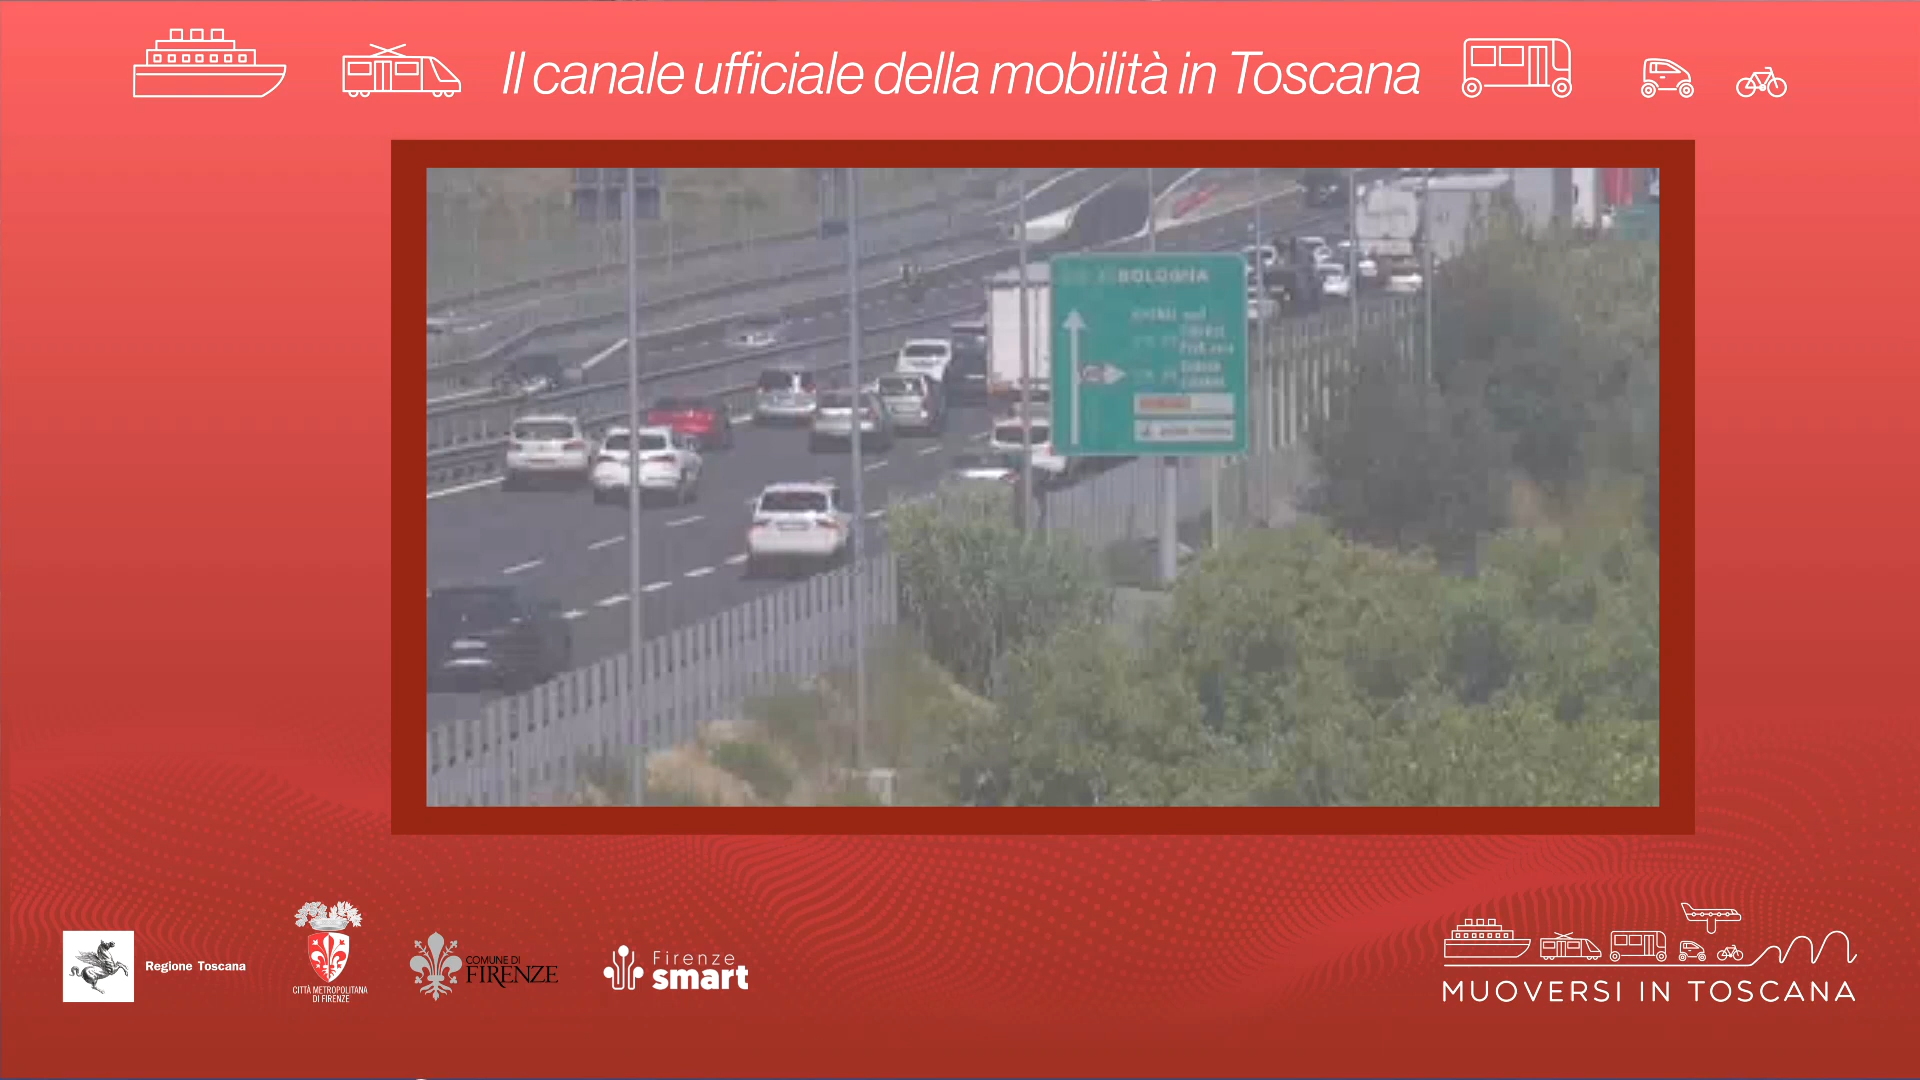 Il canale ufficiale della mobilità in Toscana
BOLOGNA
Regione Toscana
CITTÀ METROPOLITANA
DI FIRENZE
COMUNE DI
FIRENZE
Firenze
smart
MUOVERSI IN TOSCANA